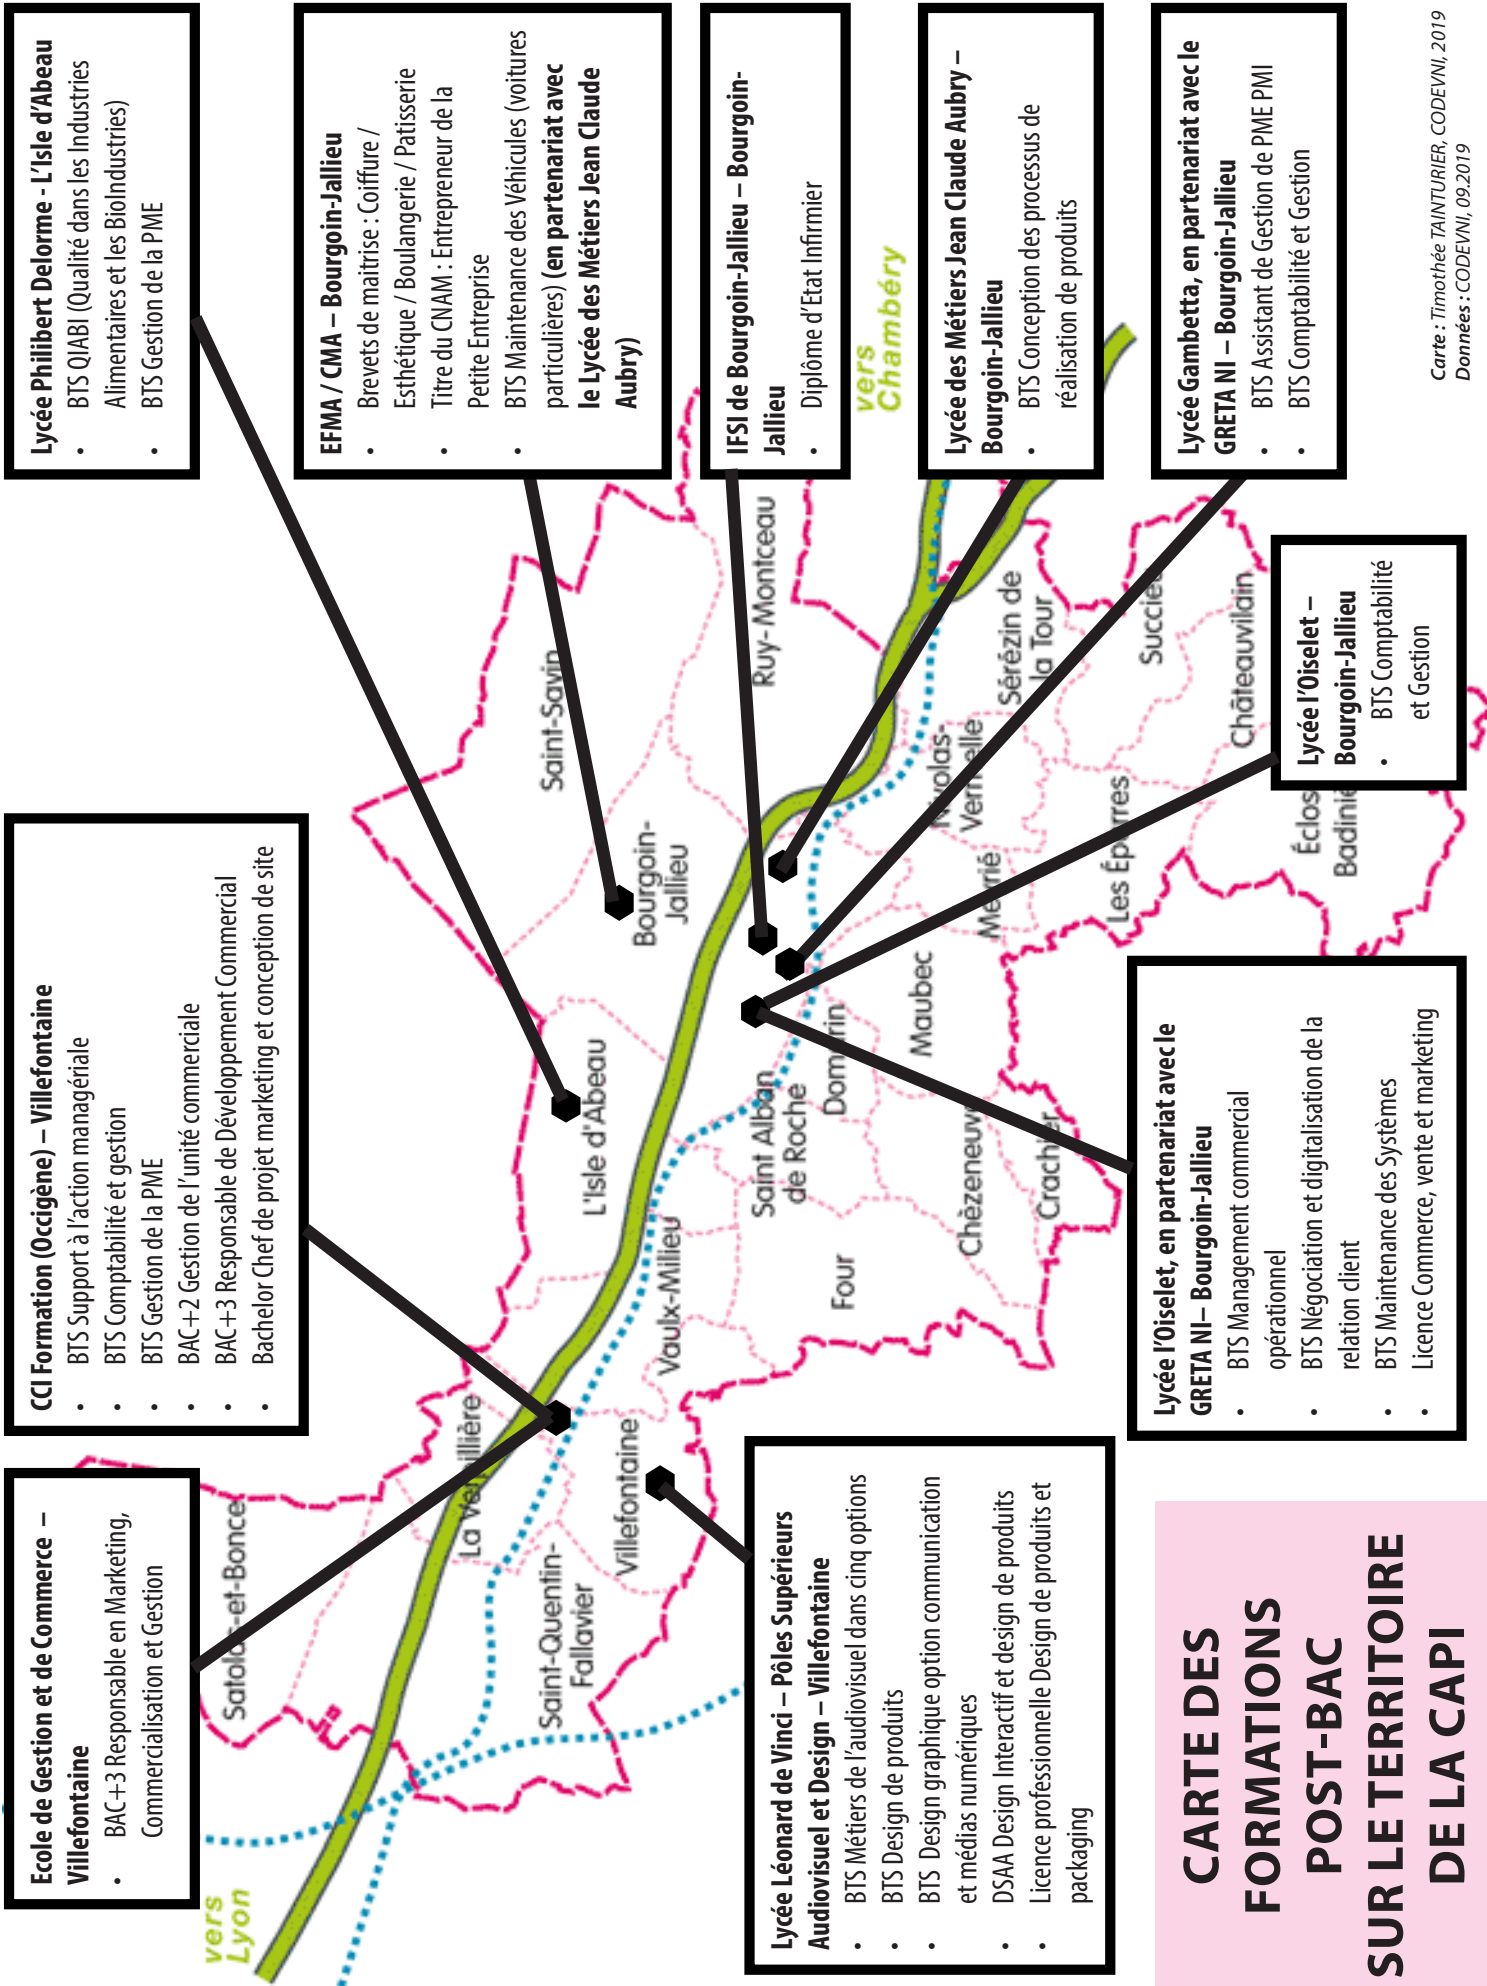 Ecole de Gestion et de Commerce –
Villefontaine
• BAC+3 Responsable en Marketing,
Commercialisation et Gestion
CCI Formation (Occigène) – Villefontaine
• BTS Support à l’action managériale
• BTS Comptabilité et gestion
• BTS Gestion de la PME
• BAC+2 Gestion de l’unité commerciale
• BAC+3 Responsable de Développement Commercial
• Bachelor Chef de projet marketing et conception de site
Lycée Philibert Delorme - L’Isle d’Abeau
• BTS QIABI (Qualité dans les Industries
Alimentaires et les BioIndustries)
• BTS Gestion de la PME
EFMA / CMA – Bourgoin-Jallieu
• Brevets de maitrise : Coiffure /
Esthétique / Boulangerie / Patisserie
• Titre du CNAM : Entrepreneur de la
Petite Entreprise
• BTS Maintenance des Véhicules (voitures
particulières) (en partenariat avec
le Lycée des Métiers Jean Claude
Aubry)
IFSI de Bourgoin-Jallieu – Bourgoin-
Jallieu
• Diplôme d’Etat Infirmier
Lycée des Métiers Jean Claude Aubry –
Bourgoin-Jallieu
• BTS Conception des processus de
réalisation de produits
Lycée Gambetta, en partenariat avec le
GRETA NI – Bourgoin-Jallieu
• BTS Assistant de Gestion de PME PMI
• BTS Comptabilité et Gestion
Lycée l’Oiselet –
Bourgoin-Jallieu
• BTS Comptabilité
et Gestion
Lycée l’Oiselet, en partenariat avec le
GRETA NI– Bourgoin-Jallieu
• BTS Management commercial
opérationnel
• BTS Négociation et digitalisation de la
relation client
• BTS Maintenance des Systèmes
• Licence Commerce, vente et marketing
Lycée Léonard de Vinci – Pôles Supérieurs
Audiovisuel et Design – Villefontaine
• BTS Métiers de l’audiovisuel dans cinq options
• BTS Design de produits
• BTS Design graphique option communication
et médias numériques
• DSAA Design Interactif et design de produits
• Licence professionnelle Design de produits et
packaging
vers
Lyon
vers
Chambéry
Satolas-et-Bonce
La Verpillière
Saint-Quentin-
Fallavier
Villefontaine
Vaulx-Milieu
L'Isle d'Abeau
Bourgoin-
Jallieu
Saint-Savin
Ruy-Montceau
Saint Alban
de Roche
Domarin
Four
Maubec
Chèzeneuve
Crachier
Meyrié
Nivolas-
Vermelle
Sérézin de
la Tour
Les Éparres
Succieu
Châteauvilain
Éclos
Badiniè
CARTE DES
FORMATIONS
POST-BAC
SUR LE TERRITOIRE
DE LA CAPI
Carte : Timothée TAINTURIER, CODEVNI, 2019
Données : CODEVNI, 09.2019